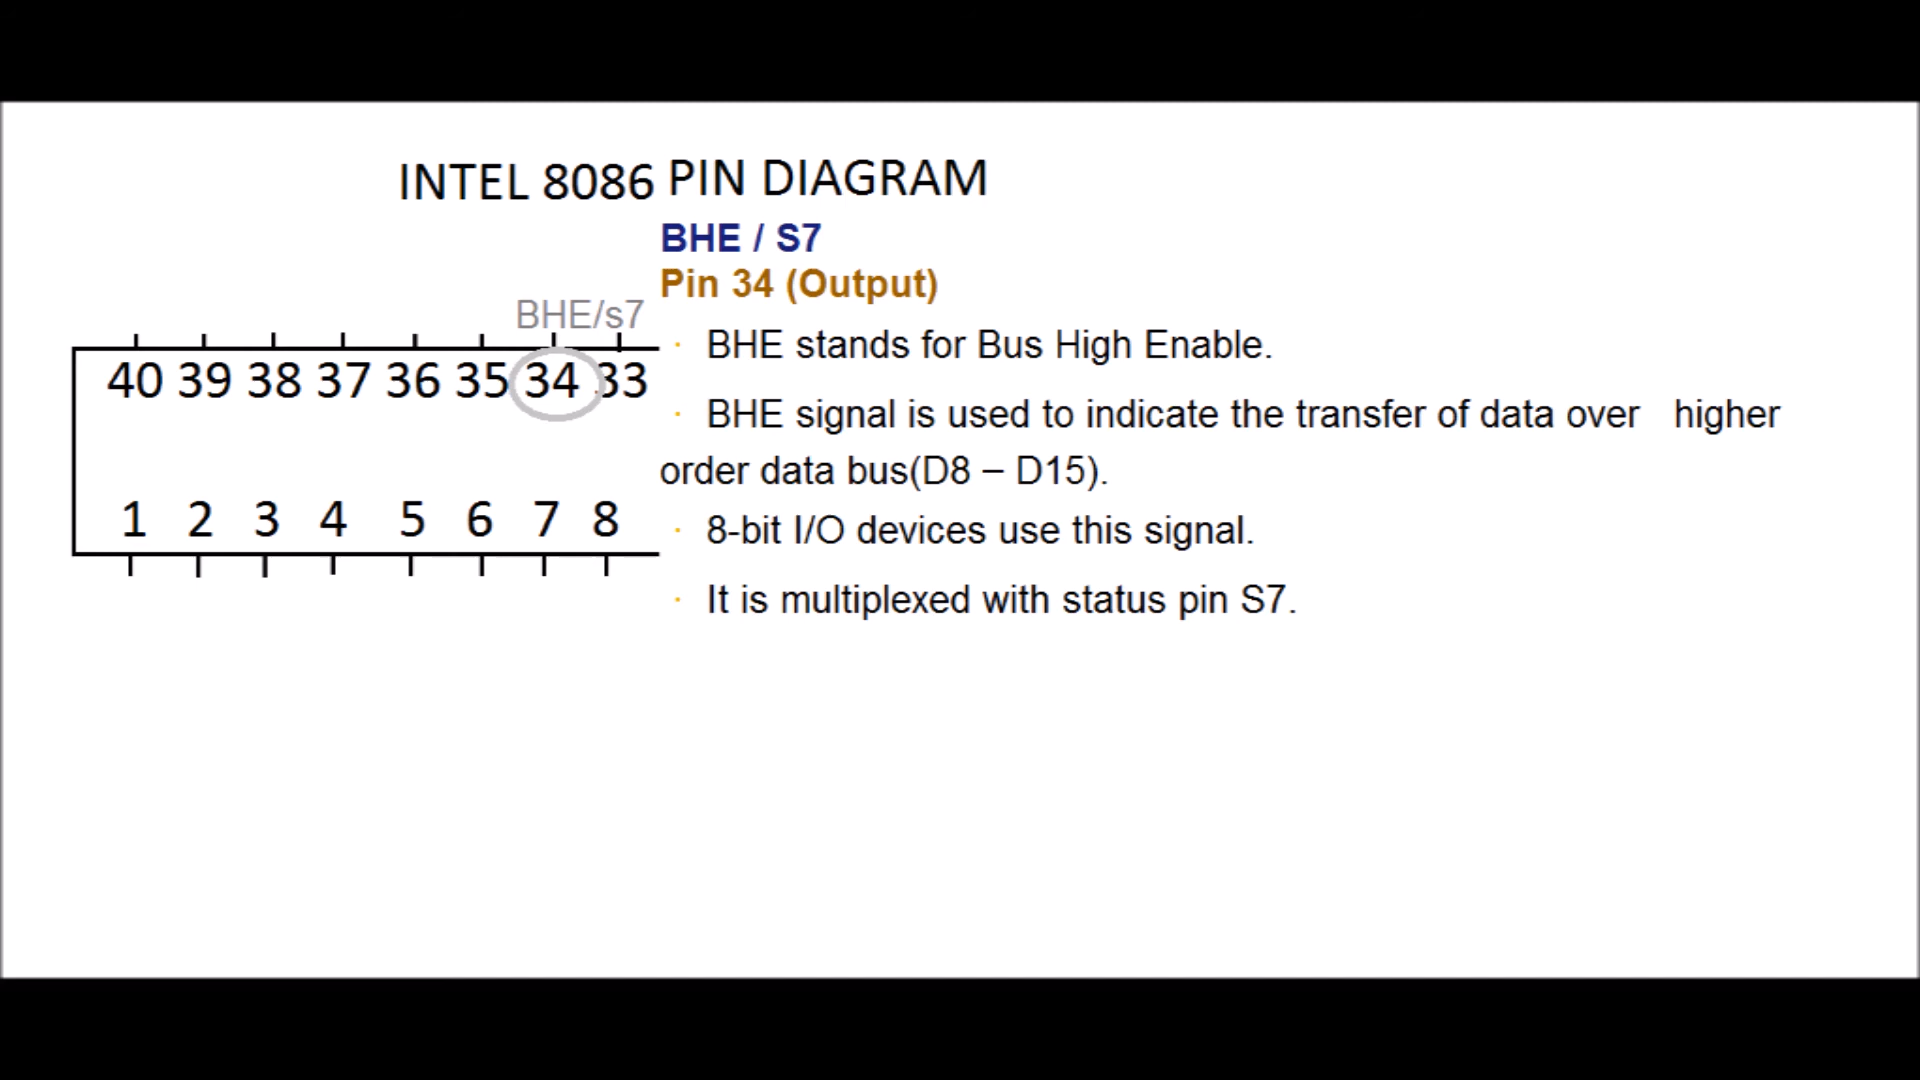 INTEL 8086 PIN DIAGRAM
BHE / S7
Pin 34 (Output)
BHE/s7
40 39 38 37 36 35 34 33
1 2 3 4 5 6 7 8
· BHE stands for Bus High Enable.
· BHE signal is used to indicate the transfer of data over higher
order data bus(D8 – D15).
· 8-bit I/O devices use this signal.
· It is multiplexed with status pin S7.